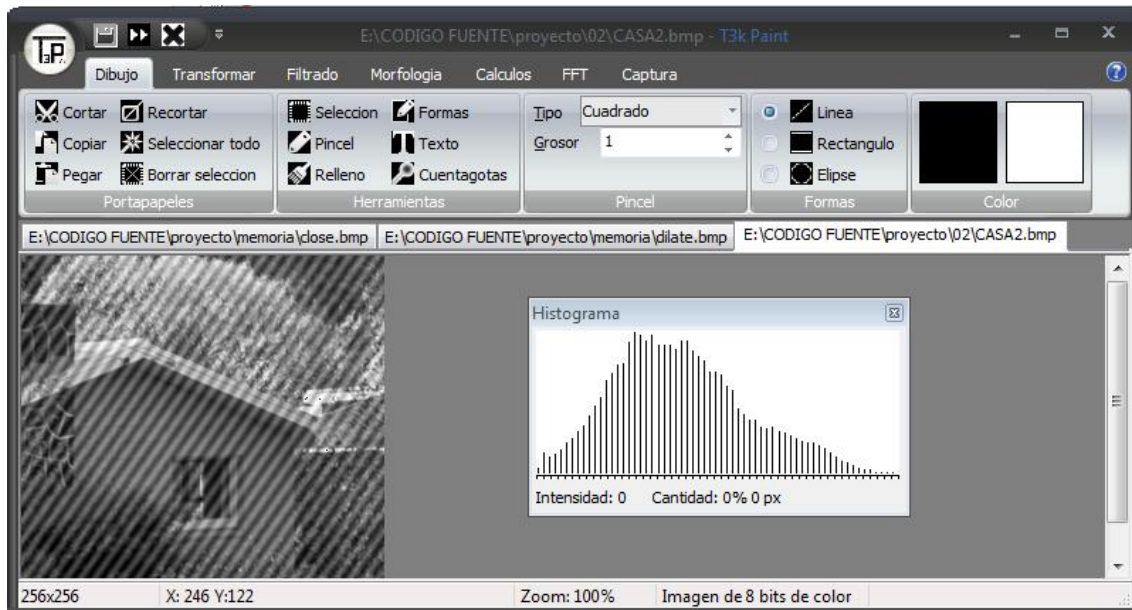 T3P
E:\CODIGO FUENTE\proyecto\02\CASA2.bmp - T3k Paint
Dibujo Transformar Filtrado Morfologia Calculos FFT Captura
Cortar Recortar Seleccion Formas Tipo Cuadrado Linea
Copiar Seleccionar todo Pincel Texto Grosor 1 Rectangulo
Pegar Borrar seleccion Relleno Cuentagotas Elipse
Portapapeles Herramientas Pincel Formas Color
E:\CODIGO FUENTE\proyecto\memoria\close.bmp E:\CODIGO FUENTE\proyecto\memoria\dilate.bmp E:\CODIGO FUENTE\proyecto\02\CASA2.bmp
Histograma
Intensidad: 0 Cantidad: 0% 0 px
256x256 X: 246 Y:122 Zoom: 100% Imagen de 8 bits de color